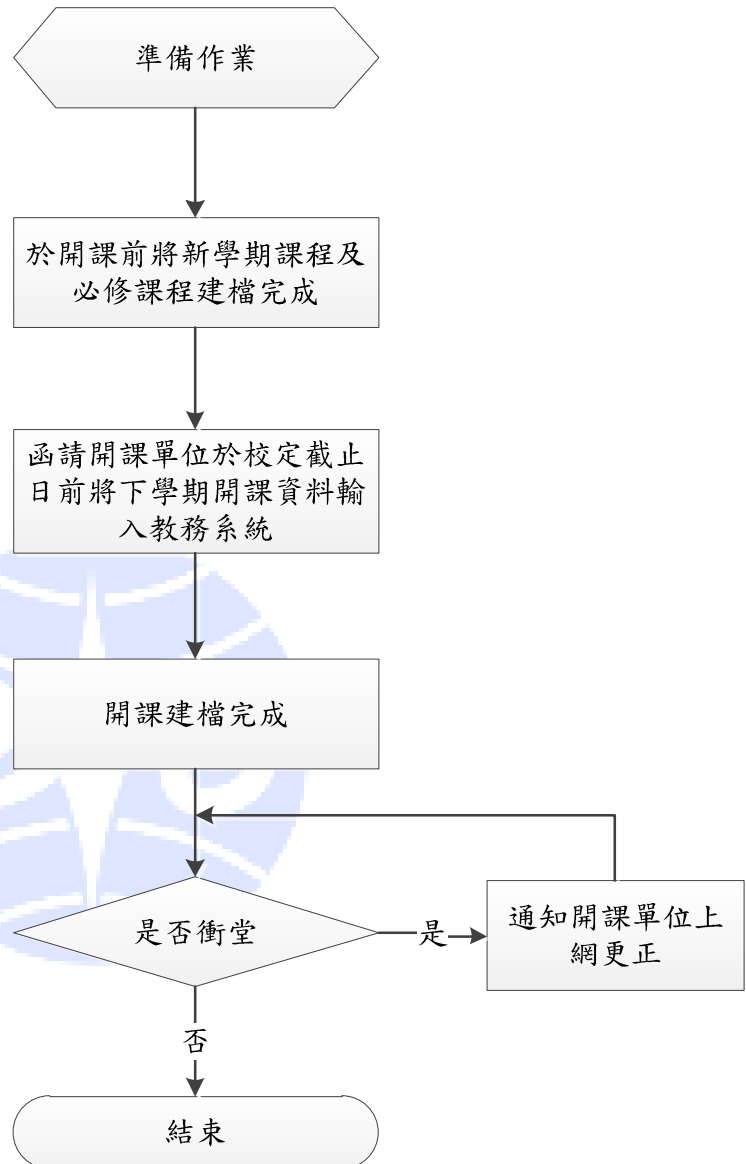 準備作業
於開課前將新學期課程及
必修課程建檔完成
函請開課單位於校定截止
日前將下學期開課資料輸
入教務系統
開課建檔完成
是否衝堂
是
通知開課單位上
網更正
否
結束